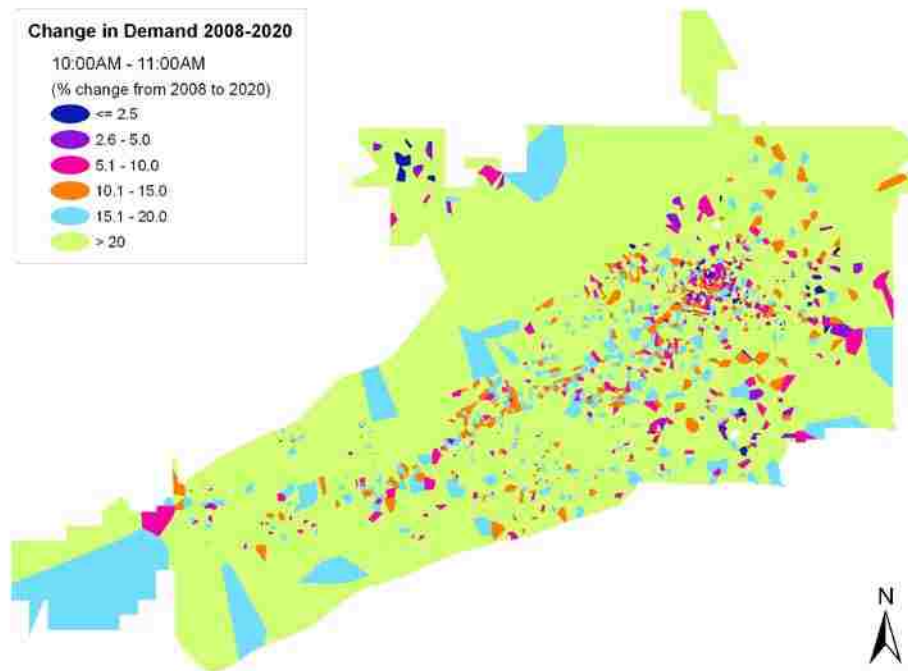 Change in Demand 2008-2020
10:00AM - 11:00AM
(% change from 2008 to 2020)
<= 2.5
2.6 - 5.0
5.1 - 10.0
10.1 - 15.0
15.1 - 20.0
> 20
N